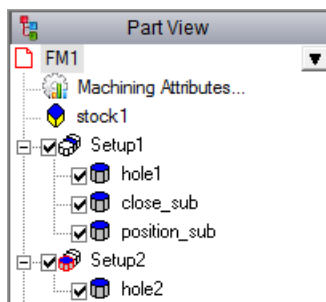 Part View
FM1
Machining Attributes...
stock1
Setup1
hole1
close_sub
position_sub
Setup2
hole2